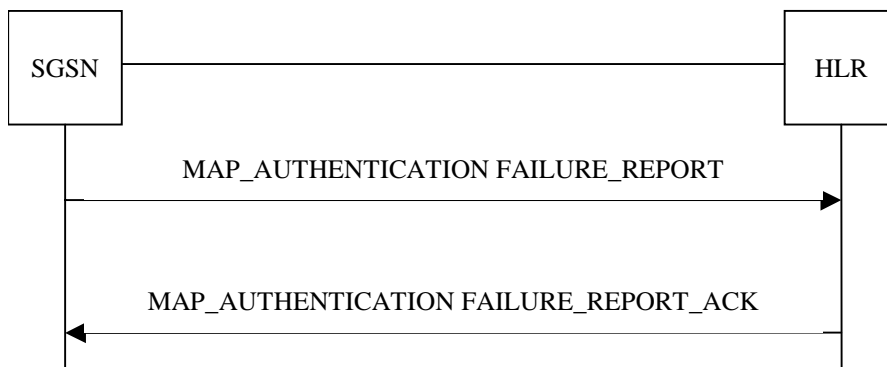 SGSN
HLR
MAP_AUTHENTICATION FAILURE_REPORT
MAP_AUTHENTICATION FAILURE_REPORT_ACK